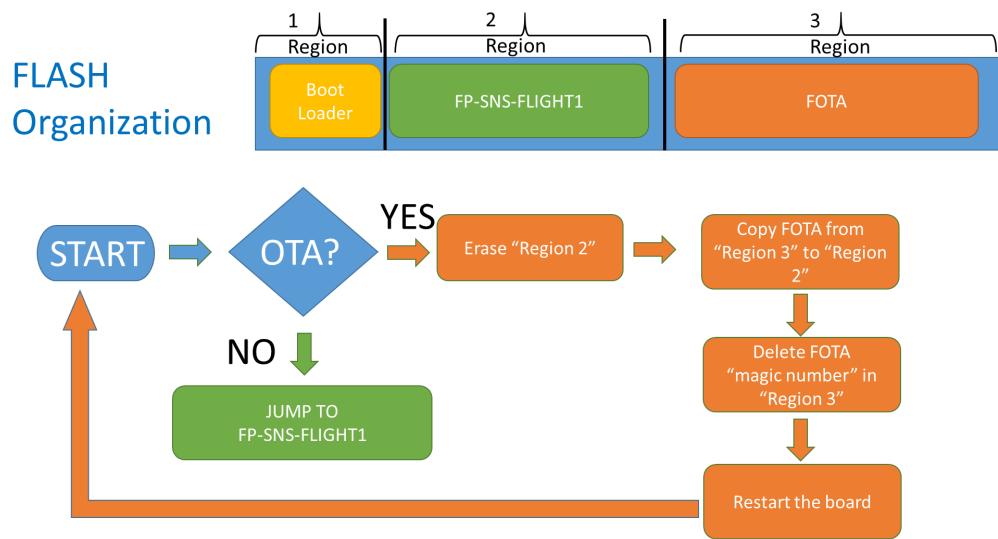 1
2
3
Region
Region
Region
FLASH
Organization
Boot
Loader
FP-SNS-FLIGHT1
FOTA
START
OTA?
YES
Erase “Region 2”
Copy FOTA from
“Region 3” to “Region
2”
NO
JUMP TO
FP-SNS-FLIGHT1
Delete FOTA
“magic number” in
“Region 3”
Restart the board